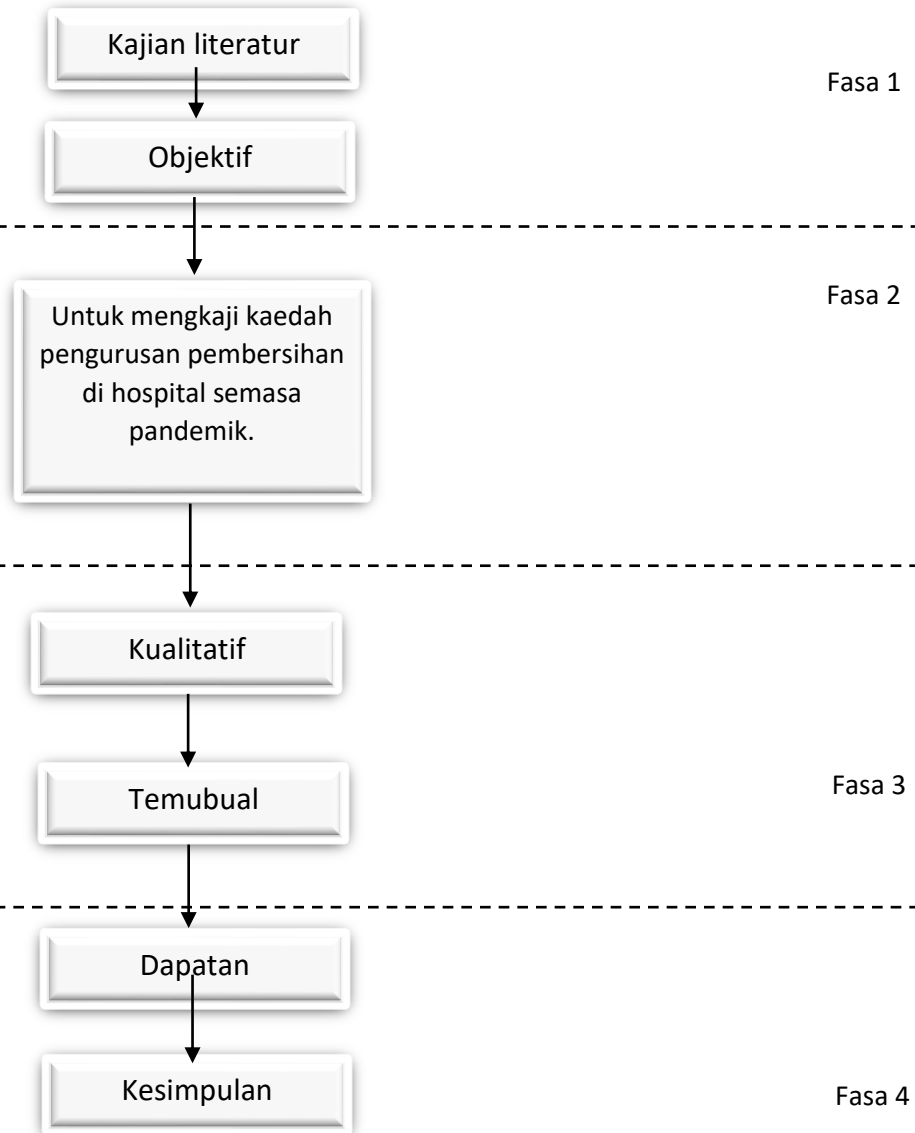 Kajian literatur
Fasa 1
Objektif
Fasa 2
Untuk mengkaji kaedah
pengurusan pembersihan
di hospital semasa
pandemik.
Kualitatif
Temubual
Fasa 3
Dapatan
Kesimpulan
Fasa 4